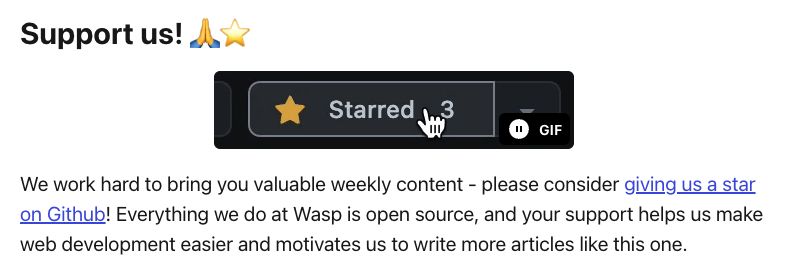 Support us! 🙏⭐️
Starred 3
GIF
We work hard to bring you valuable weekly content - please consider giving us a star
on Github! Everything we do at Wasp is open source, and your support helps us make
web development easier and motivates us to write more articles like this one.